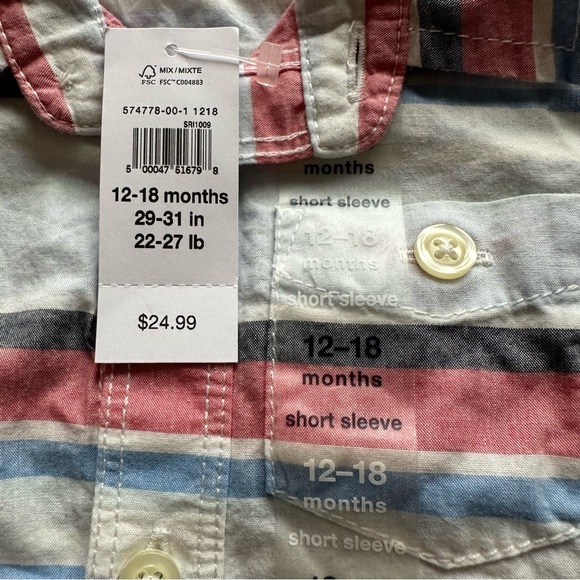 MIX/MIXTE
FSC FSC™ C004883
574778-00-1 1218
SRI1009
5 00047 51679 8
12-18 months
29-31 in
22-27 lb
$24.99
months
short sleeve
12–18
months
short sleeve
12–18
months
short sleeve
12–18
months
short sleeve